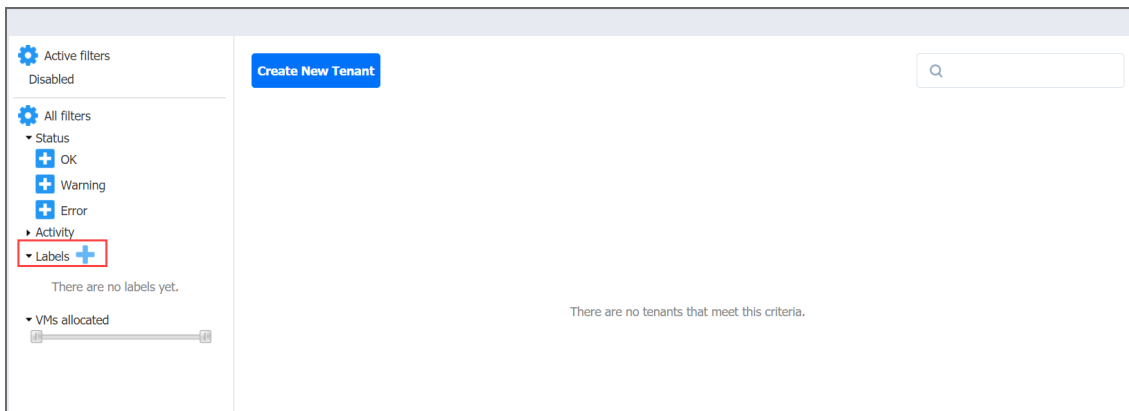 Active filters
Disabled
All filters
Status
OK
Warning
Error
Activity
Labels
There are no labels yet.
VMs allocated
Create New Tenant
There are no tenants that meet this criteria.